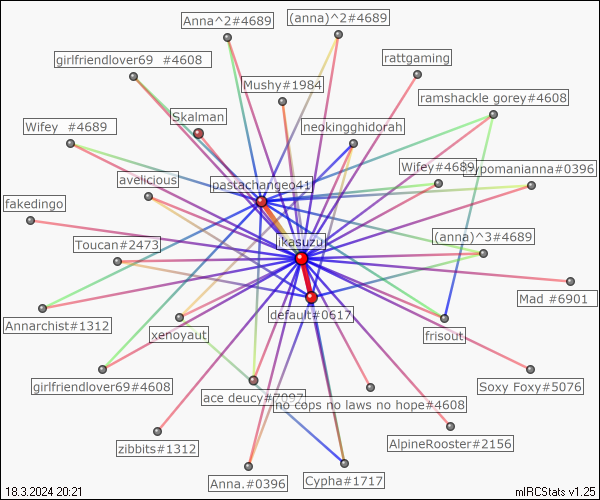 Anna^2#4689
(anna)^2#4689
girlfriendlover69 #4608
rattgaming
Mushy#1984
ramshackle gorey#4608
Skalman
neokingghidorah
Wifey #4689
Wifey#4689
ypomanianna#0396
avelicious
pastachangeo41
fakedingo
ikasuzu
(anna)^3#4689
Toucan#2473
Mad #6901
default#0617
Annarchist#1312
xenoyaut
frisout
girlfriendlover69#4608
ace deucy#7097
no cops no laws no hope#4608
Soxy Foxy#5076
zibbits#1312
AlpineRooster#2156
Anna.#0396
Cypha#1717
18.3.2024 20:21
mIRCStats v1.25